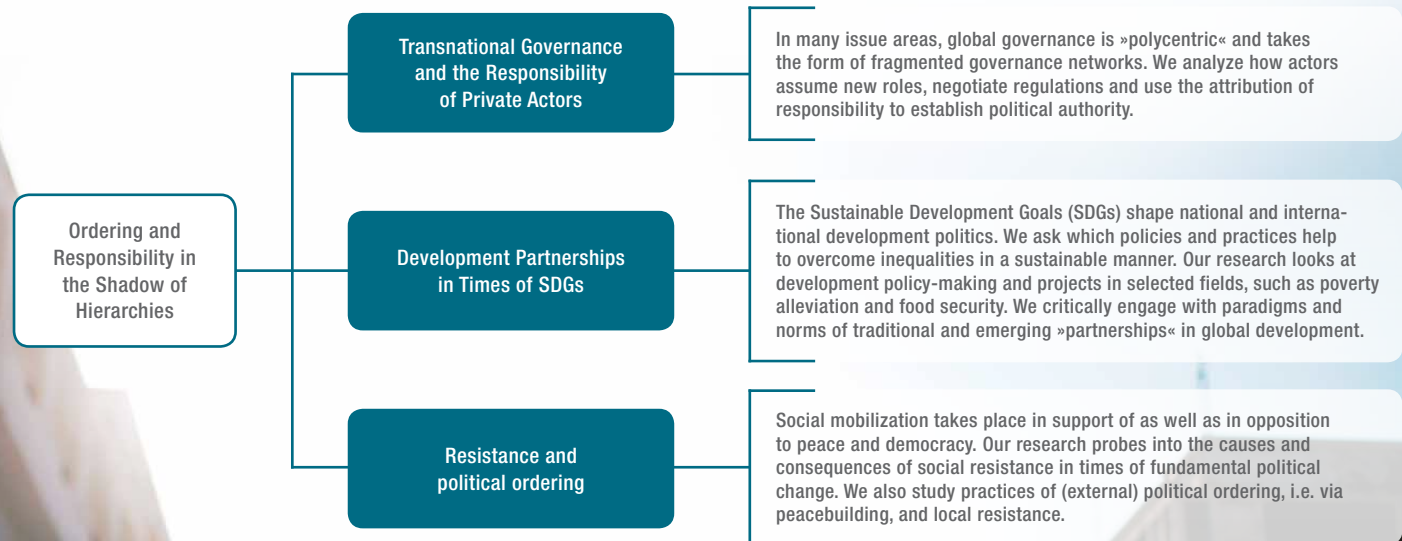 Ordering and
Responsibility in
the Shadow of
Hierarchies
Transnational Governance
and the Responsibility
of Private Actors
In many issue areas, global governance is »polycentric« and takes
the form of fragmented governance networks. We analyze how actors
assume new roles, negotiate regulations and use the attribution of
responsibility to establish political authority.
Development Partnerships
in Times of SDGs
The Sustainable Development Goals (SDGs) shape national and interna-
tional development politics. We ask which policies and practices help
to overcome inequalities in a sustainable manner. Our research looks at
development policy-making and projects in selected fields, such as poverty
alleviation and food security. We critically engage with paradigms and
norms of traditional and emerging »partnerships« in global development.
Resistance and
political ordering
Social mobilization takes place in support of as well as in opposition
to peace and democracy. Our research probes into the causes and
consequences of social resistance in times of fundamental political
change. We also study practices of (external) political ordering, i.e. via
peacebuilding, and local resistance.